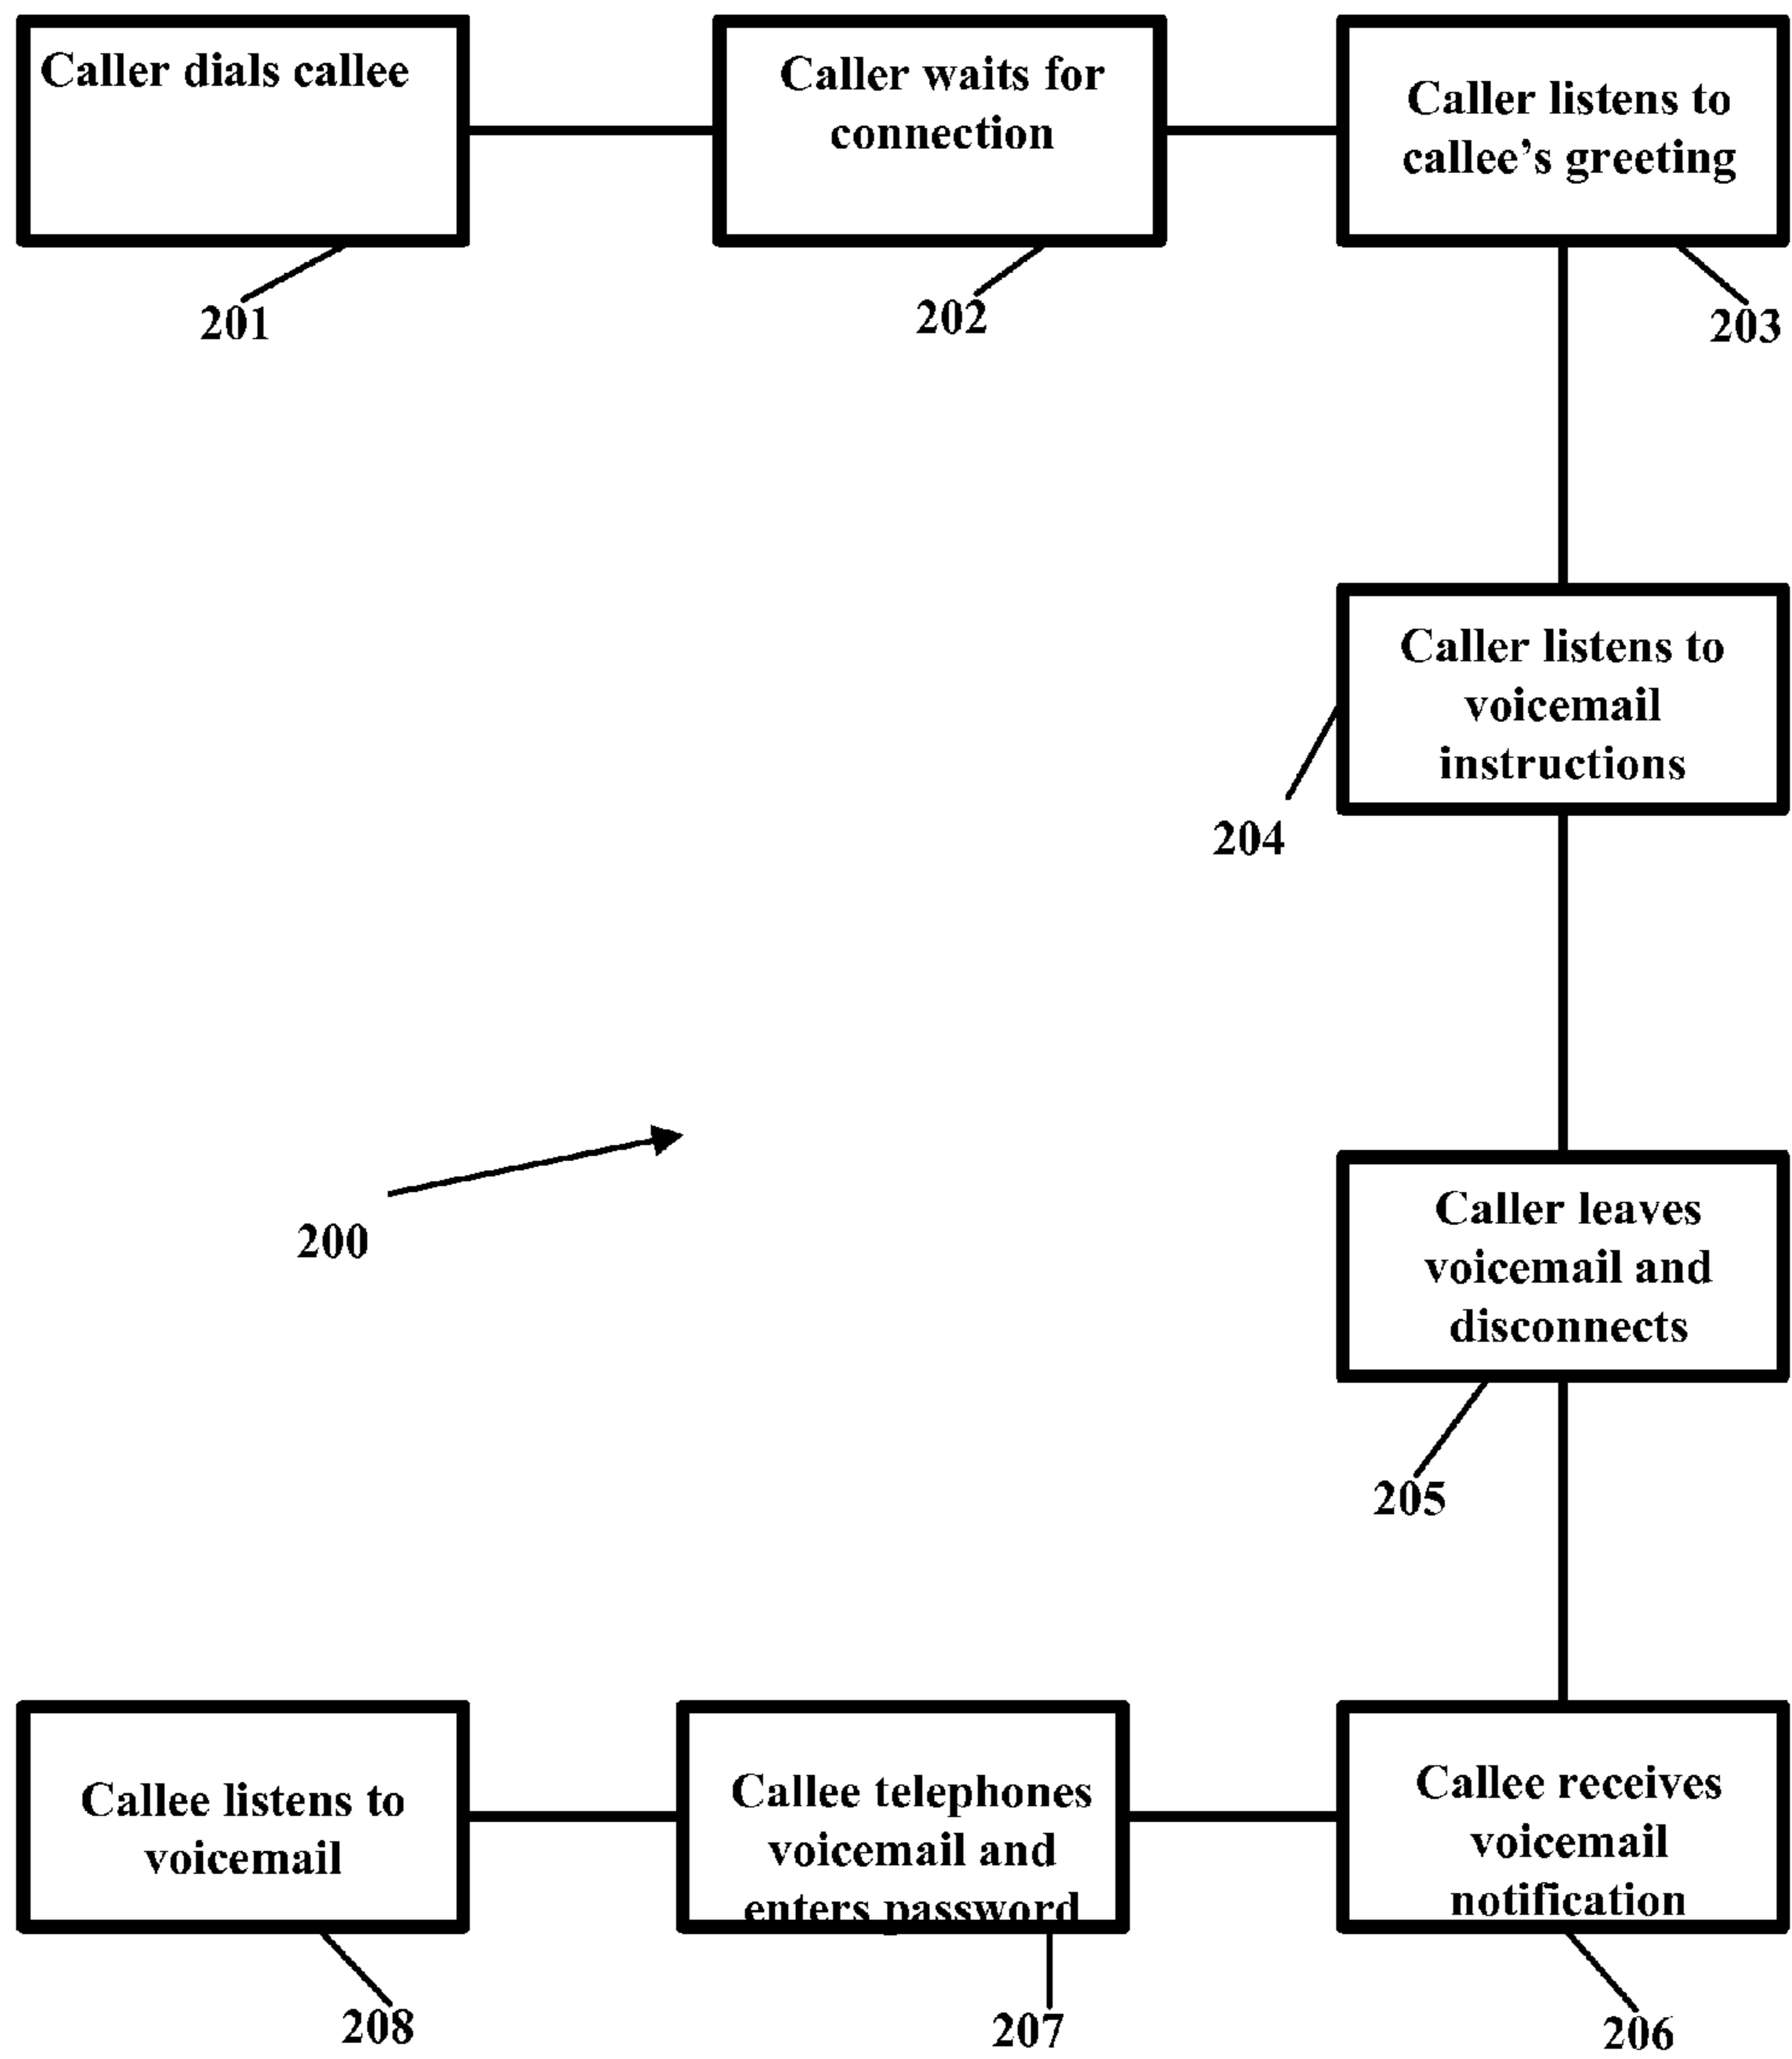 Caller dials callee
Caller waits for
connection
Caller listens to
callee's greeting
201
202
203
Caller listens to
voicemail
instructions
204
Caller leaves
voicemail and
disconnects
200
205
Callee listens to
voicemail
Callee telephones
voicemail and
enters password
Callee receives
voicemail
notification
208
207
206